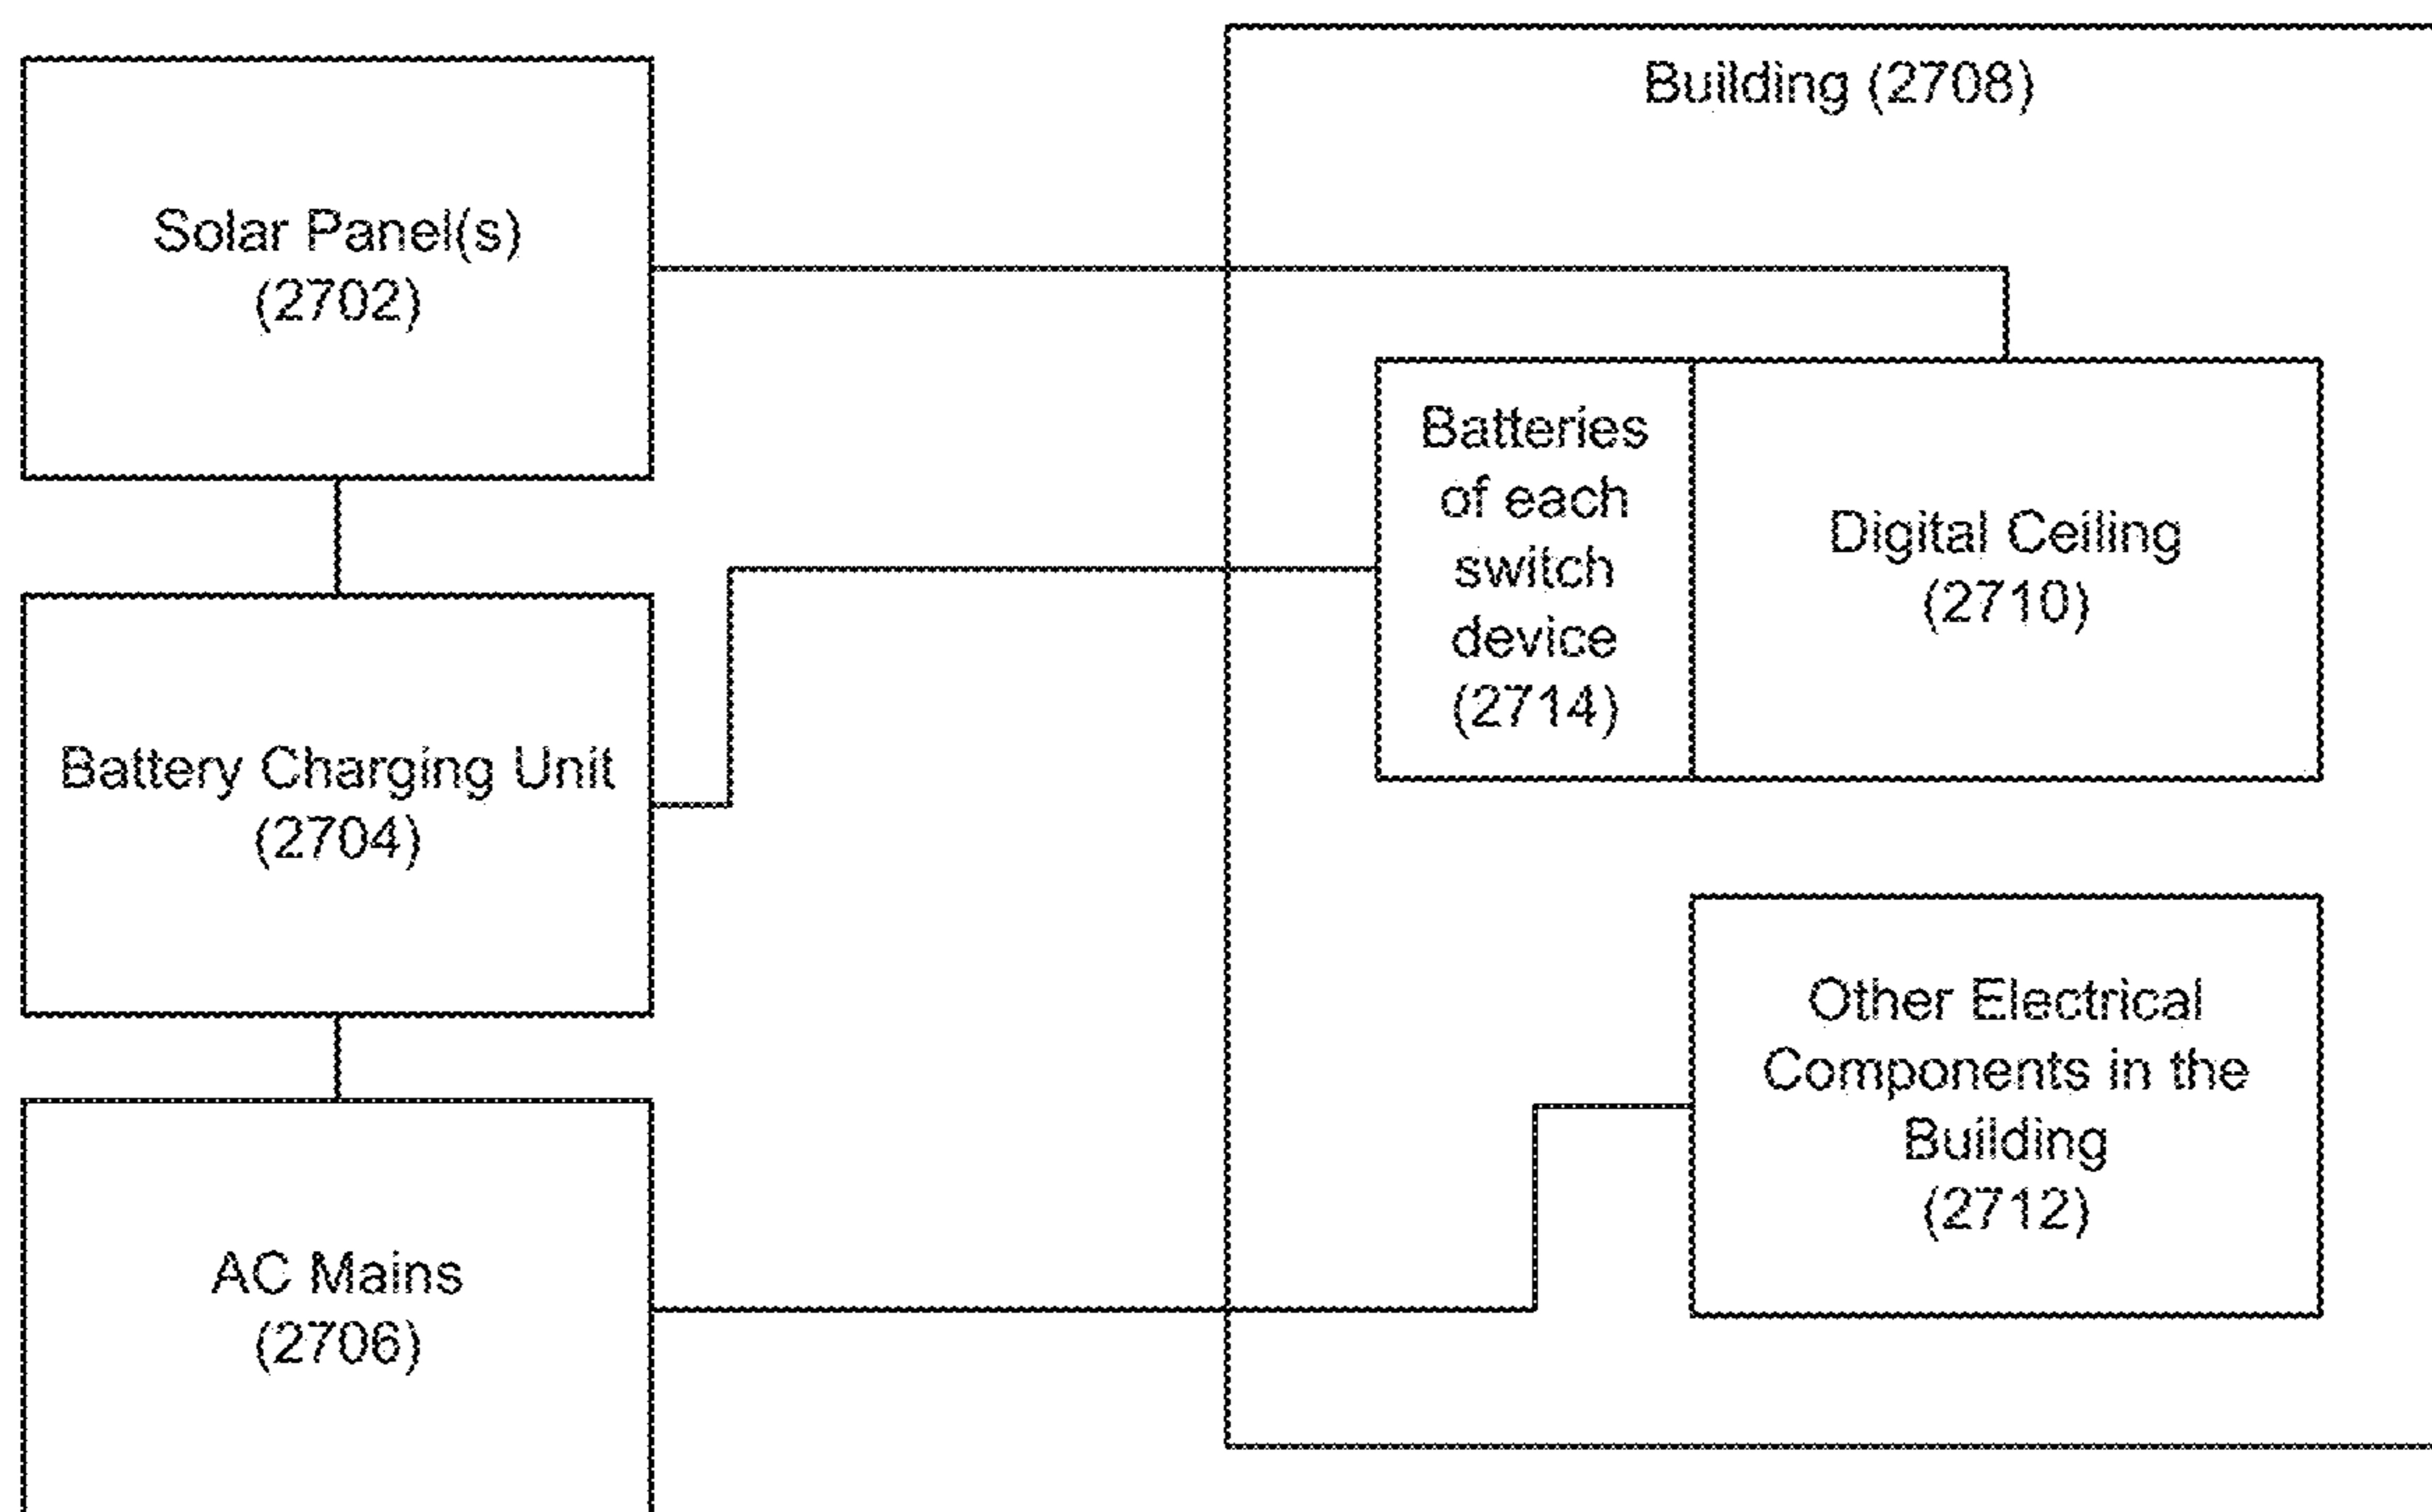 Building (2708)
Solar Panel(s)
(2702)
Batteries
of each
switch
device
(2714)
Digital Ceiling
(2710)
Battery Charging Unit
(2704)
Other Electrical
Components in the
Building
(2712)
AC Mains
(2706)